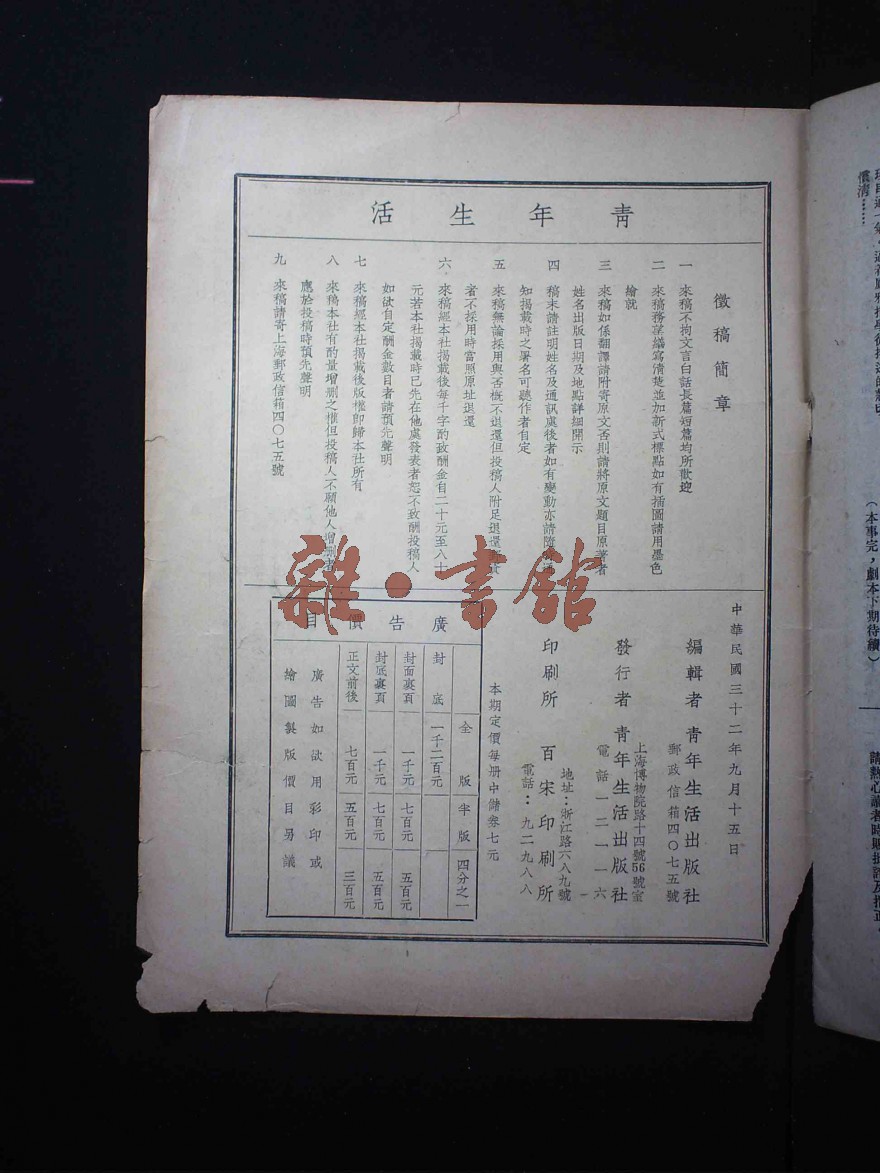 青年生活
徵稿簡章
一 來稿不拘文言白話長篇短篇均所歡迎
二 來稿務望繕寫清楚並加新式標點如有插圖請用墨色
繪就
三 來稿如係翻譯請附寄原文否則請將原文題目原著者
姓名出版日期及地點詳細開示
四 稿末請註明姓名及通訊處後者如有變動亦請隨
知揭載時之署名可聽作者自定
五 來稿無論採用與否槪不退還但投稿人附足退還
者不採用時當照原址退還
六 來稿經本社揭載後每千字酌致酬金自二十元至八十
元若本社揭載時已先在他處發表者恕不致酬投稿人
如欲自定酬金數目者請預先聲明
七 來稿經本社揭載後版權卽歸本社所有
八 來稿本社有酌量增刪之權但投稿人不願他人增刪者
應於投稿時預先聲明
九 來稿請寄上海郵政信箱四〇七五號
中華民國三十二年九月十五日
編輯者 青年生活出版社
郵政信箱四〇七五號
上海博物院路十四號56號室
發行者 青年生活出版社
電話一二一一六
地址：浙江路六八九號
印刷所 百宋印刷所
電話：九二九八八
本期定價每册中儲券七元
廣告價目
全版 半版 四分之一
封底 一千二百元
封面裏頁 一千元 七百元 五百元
封底裏頁 一千元 七百元 五百元
正文前後 七百元 五百元 三百元
廣告如欲用彩印或
繪圖製版價目另議
雜·書館
償清……
（本事完，劇本下期待續）
請熱心讀者時賜批評及指正。